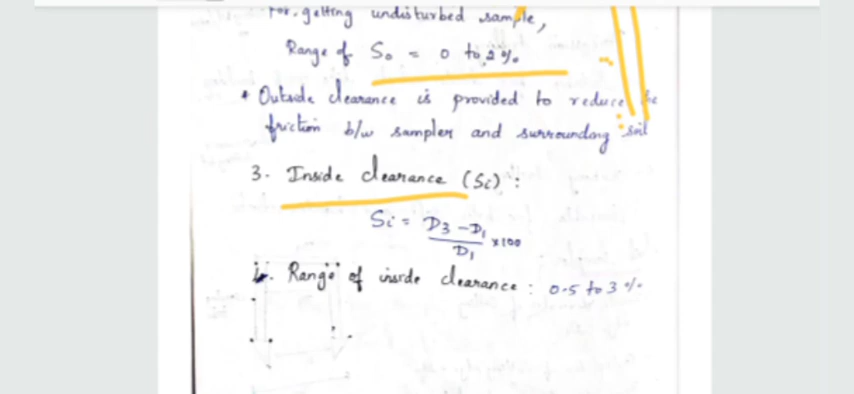 For getting undisturbed sample,
Range of So = 0 to 2%.
• Outside clearance is provided to reduce the
friction b/w sampler and surrounding soil
3. Inside clearance (Si) :
Si = D3 - D1 / D1 x100
Range of inside clearance : 0.5 to 3 %.